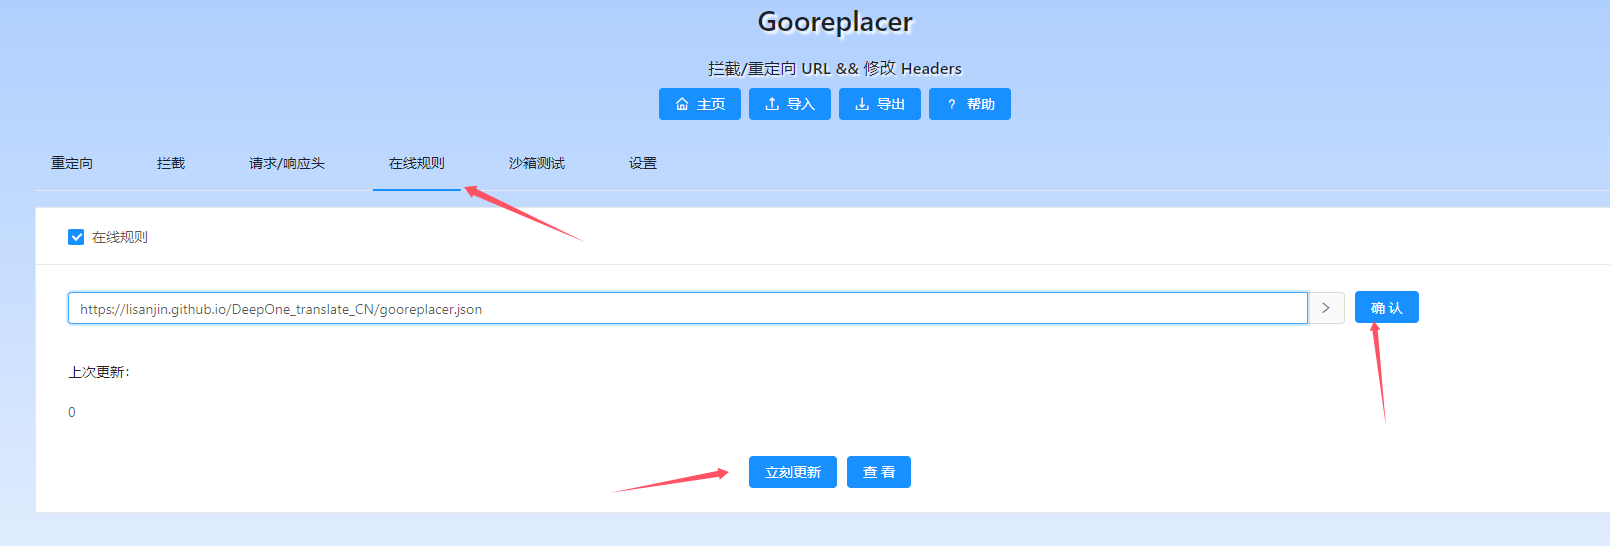 Gooreplacer
拦截/重定向 URL && 修改 Headers
主页 导入 导出 ? 帮助
重定向 拦截 请求/响应头 在线规则 沙箱测试 设置
在线规则
https://lisanjin.github.io/DeepOne_translate_CN/gooreplacer.json > 确 认
上次更新：
0
立刻更新 查 看